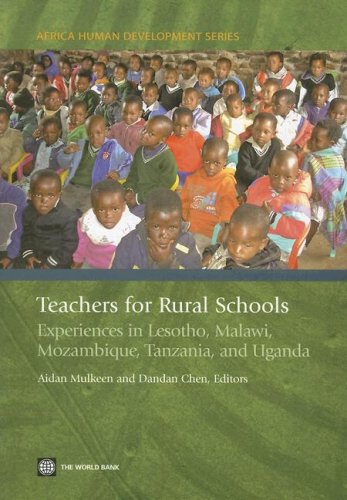 AFRICA HUMAN DEVELOPMENT SERIES
Teachers for Rural Schools
Experiences in Lesotho, Malawi,
Mozambique, Tanzania, and Uganda
Aidan Mulkeen and Dandan Chen, Editors
THE WORLD BANK